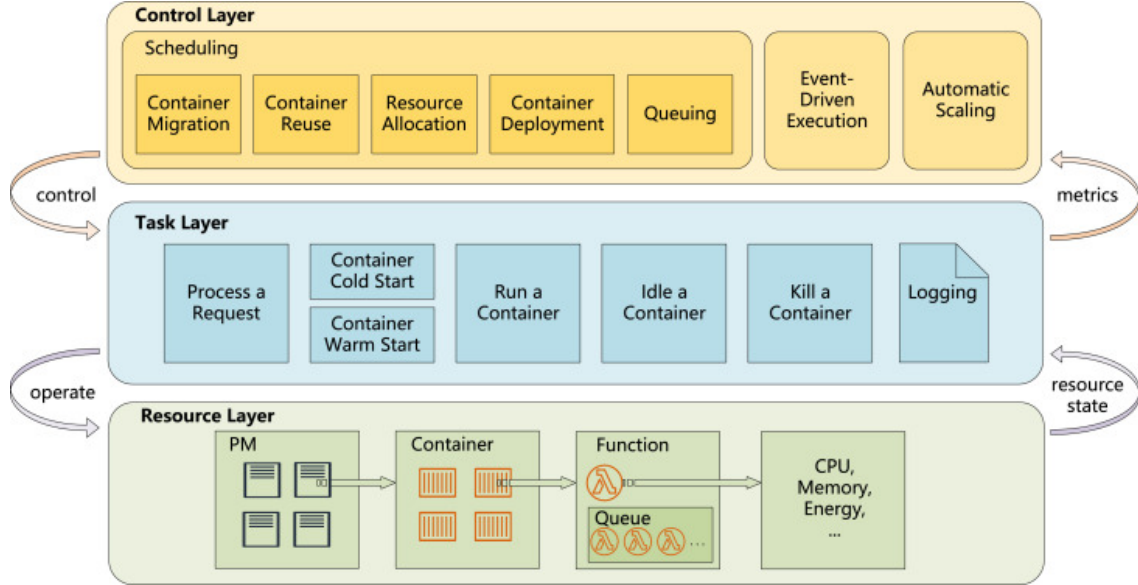 Control Layer
Scheduling
Container
Migration
Container
Reuse
Resource
Allocation
Container
Deployment
Queuing
Event-
Driven
Execution
Automatic
Scaling
control
metrics
Task Layer
Process a
Request
Container
Cold Start
Container
Warm Start
Run a
Container
Idle a
Container
Kill a
Container
Logging
operate
resource
state
Resource Layer
PM
Container
Function
Queue
...
CPU,
Memory,
Energy,
...